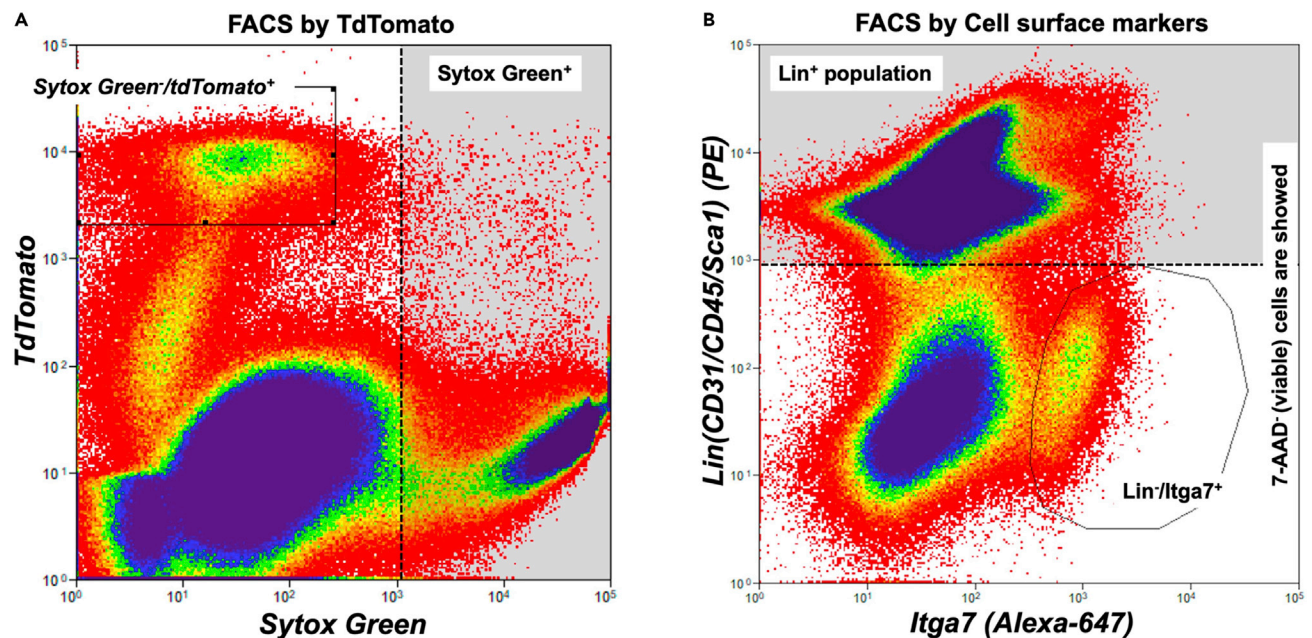 A
FACS by TdTomato
10⁵
Sytox Green⁻/tdTomato⁺
Sytox Green⁺
10⁴
10³
10²
10¹
10⁰
TdTomato
10⁰ 10¹ 10² 10³ 10⁴ 10⁵
Sytox Green
B
FACS by Cell surface markers
10⁵
Lin⁺ population
10⁴
10³
10²
10¹
10⁰
Lin(CD31/CD45/Sca1) (PE)
7-AAD⁻ (viable) cells are showed
Lin⁻/Itga7⁺
10⁰ 10¹ 10² 10³ 10⁴ 10⁵
Itga7 (Alexa-647)